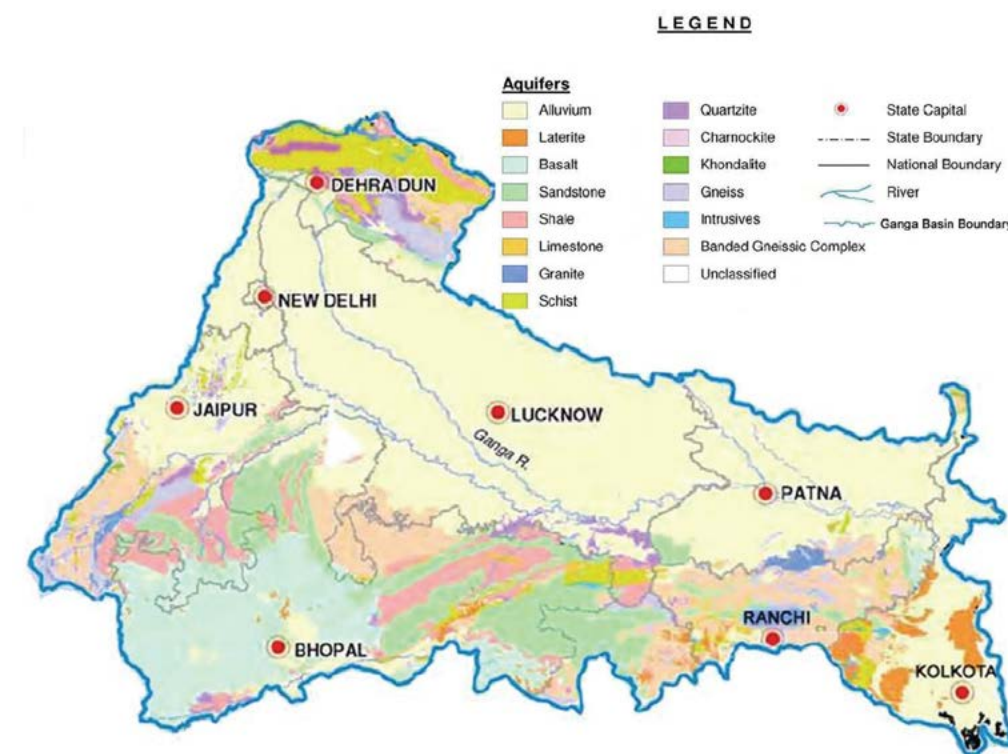 LEGEND
Aquifers
Alluvium
Laterite
Basalt
Sandstone
Shale
Limestone
Granite
Schist
Quartzite
Charnockite
Khondalite
Gneiss
Intrusives
Banded Gneissic Complex
Unclassified
State Capital
State Boundary
National Boundary
River
Ganga Basin Boundary
DEHRA DUN
NEW DELHI
JAIPUR
LUCKNOW
Ganga R.
PATNA
RANCHI
BHOPAL
KOLKOTA